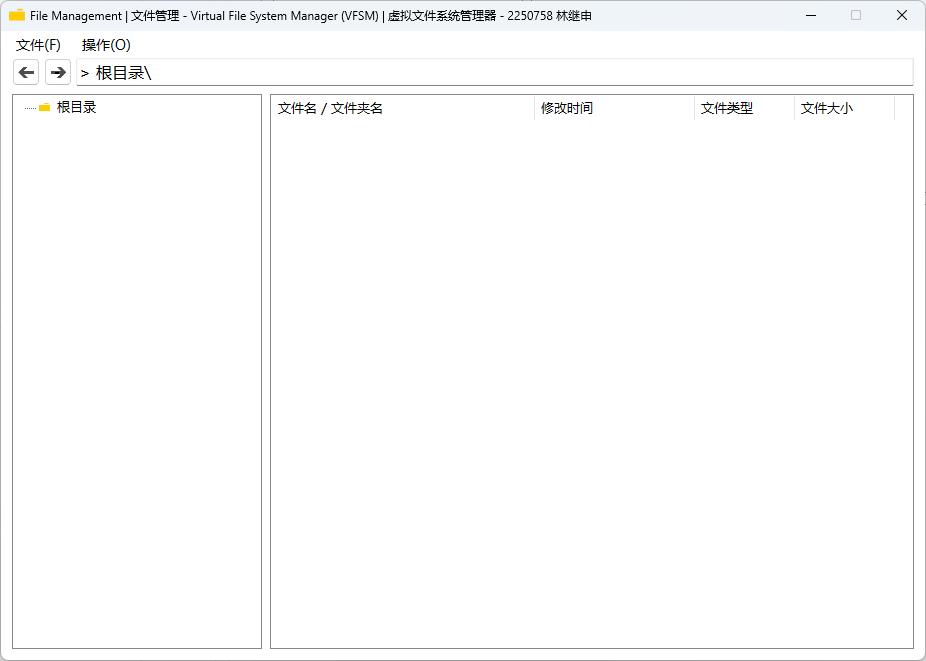 File Management | 文件管理 - Virtual File System Manager (VFSM) | 虚拟文件系统管理器 - 2250758 林继申
文件(F) 操作(O)
> 根目录\
根目录
文件名 / 文件夹名 修改时间 文件类型 文件大小